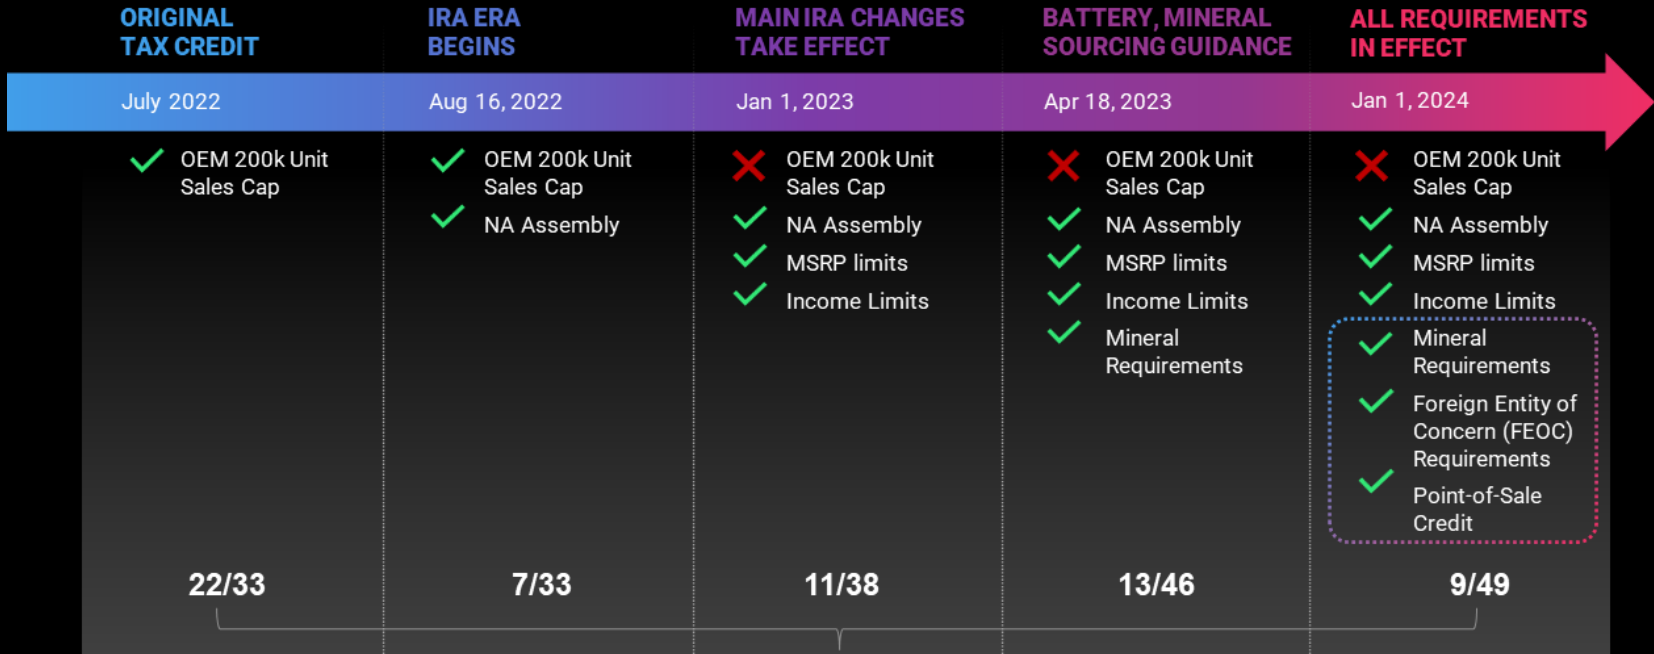 ORIGINAL
TAX CREDIT
IRA ERA
BEGINS
MAIN IRA CHANGES
TAKE EFFECT
BATTERY, MINERAL
SOURCING GUIDANCE
ALL REQUIREMENTS
IN EFFECT
July 2022
Aug 16, 2022
Jan 1, 2023
Apr 18, 2023
Jan 1, 2024
OEM 200k Unit
Sales Cap
OEM 200k Unit
Sales Cap
NA Assembly
OEM 200k Unit
Sales Cap
NA Assembly
MSRP limits
Income Limits
OEM 200k Unit
Sales Cap
NA Assembly
MSRP limits
Income Limits
Mineral
Requirements
OEM 200k Unit
Sales Cap
NA Assembly
MSRP limits
Income Limits
Mineral
Requirements
Foreign Entity of
Concern (FEOC)
Requirements
Point-of-Sale
Credit
22/33
7/33
11/38
13/46
9/49